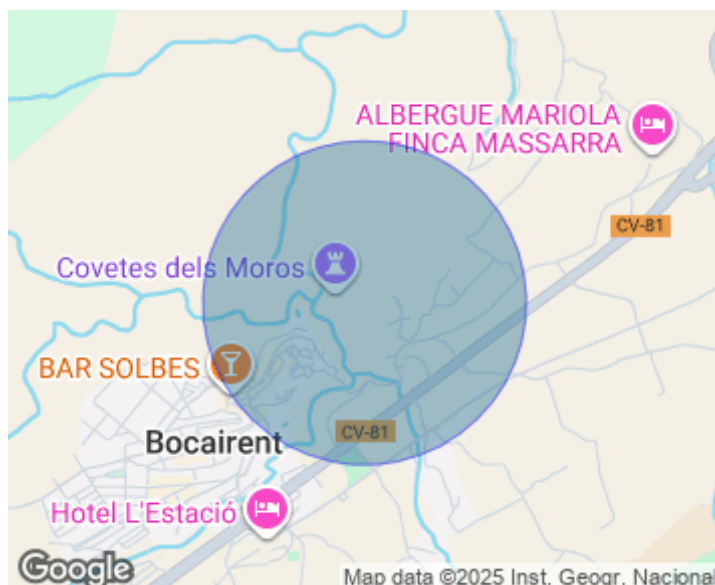 ALBERGUE MARIOLA
FINCA MASSARRA
CV-81
Covetes dels Moros
BAR SOLBES
CV-81
Bocairent
Hotel L'Estació
Google
Map data ©2025 Inst. Geogr. Nacional